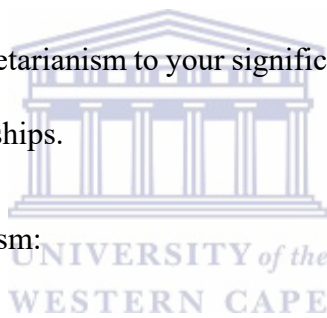 etarianism to your signific
ships.
sm:
UNIVERSITY of the
WESTERN CAPE